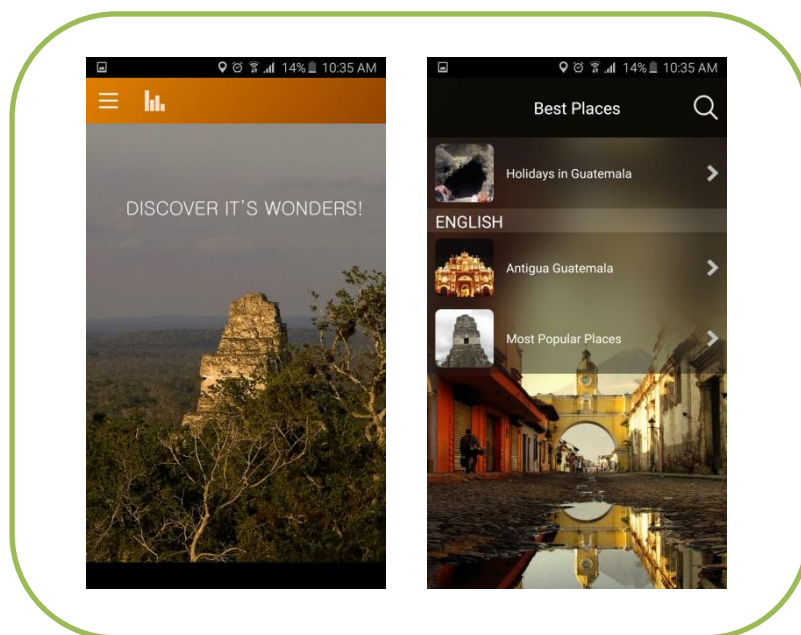 14% 10:35 AM
DISCOVER IT'S WONDERS!
14% 10:35 AM
Best Places
Holidays in Guatemala
ENGLISH
Antigua Guatemala
Most Popular Places